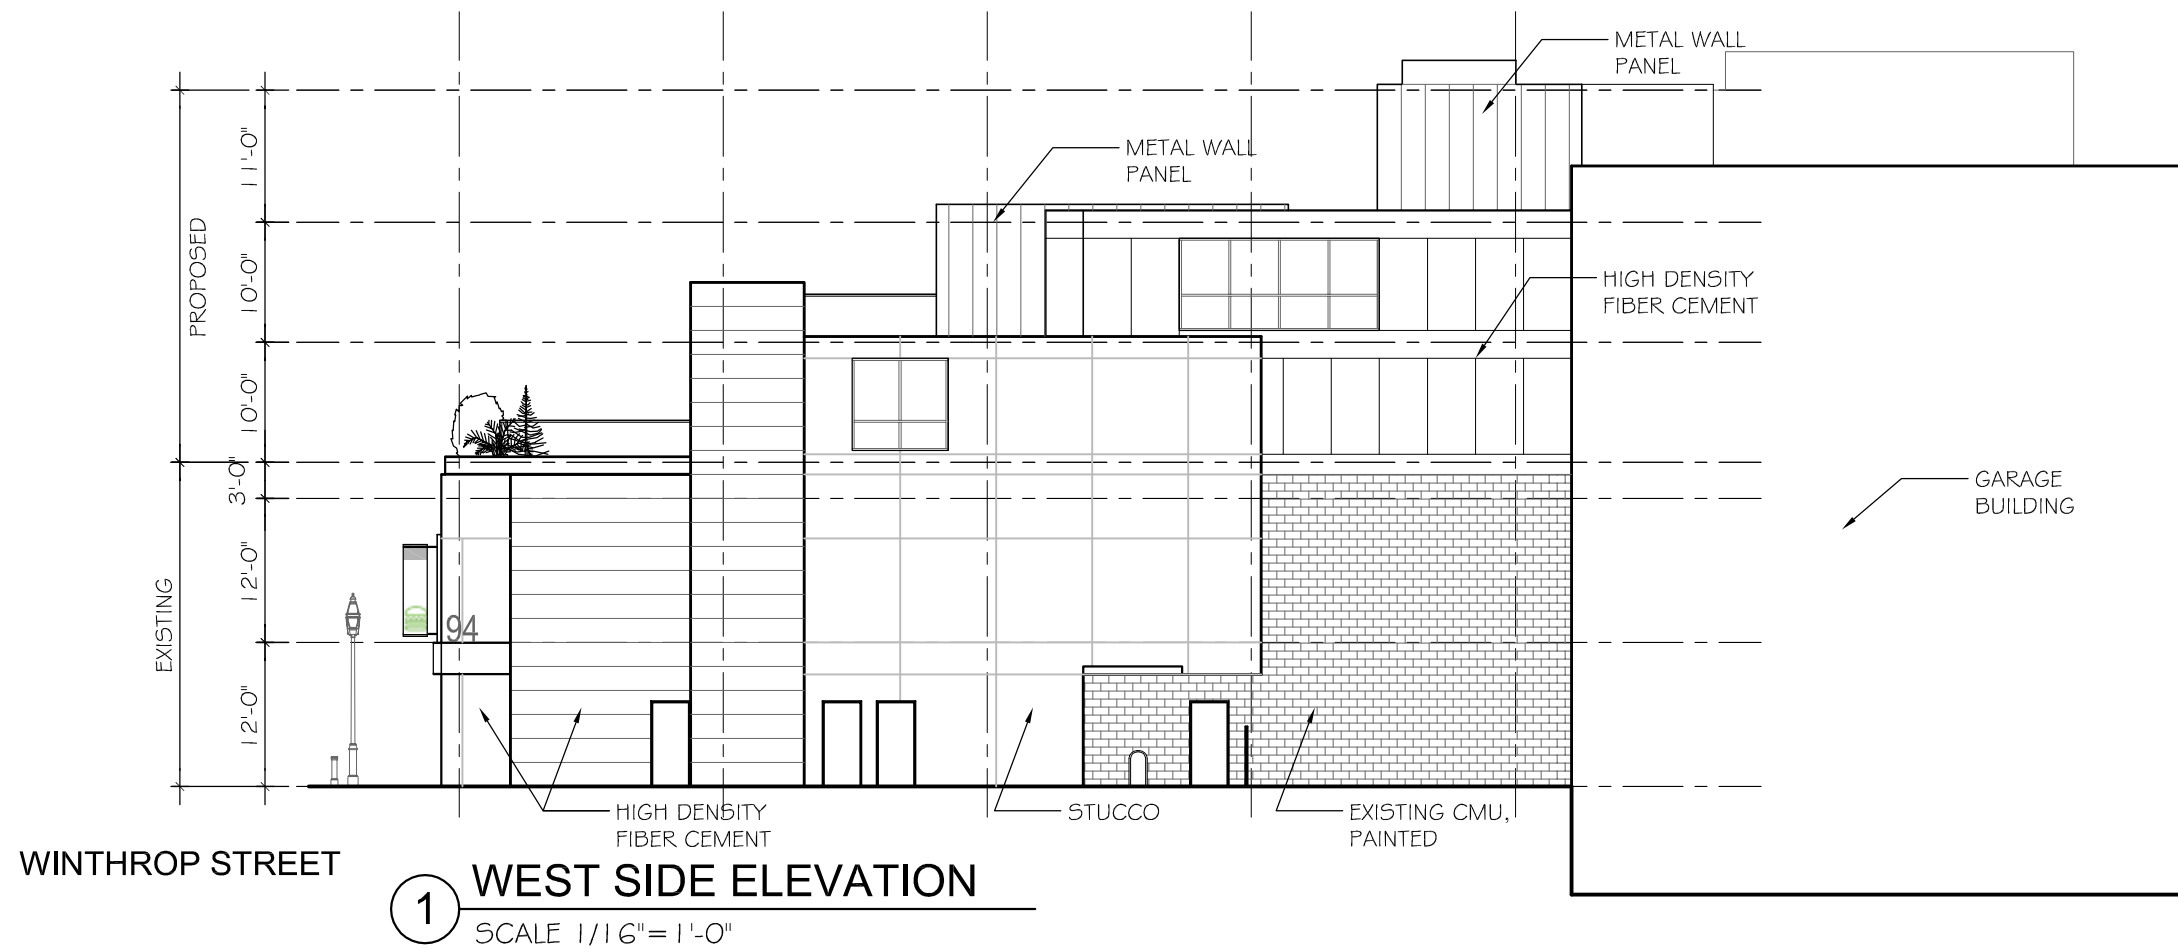 METAL WALL
PANEL
METAL WALL
PANEL
11'-0"
PROPOSED
10'-0"
HIGH DENSITY
FIBER CEMENT
10'-0"
3'-0"
GARAGE
BUILDING
12'-0"
EXISTING
94
12'-0"
HIGH DENSITY
FIBER CEMENT
STUCCO
EXISTING CMU,
PAINTED
WINTHROP STREET
1 WEST SIDE ELEVATION
SCALE 1/16"=1'-0"